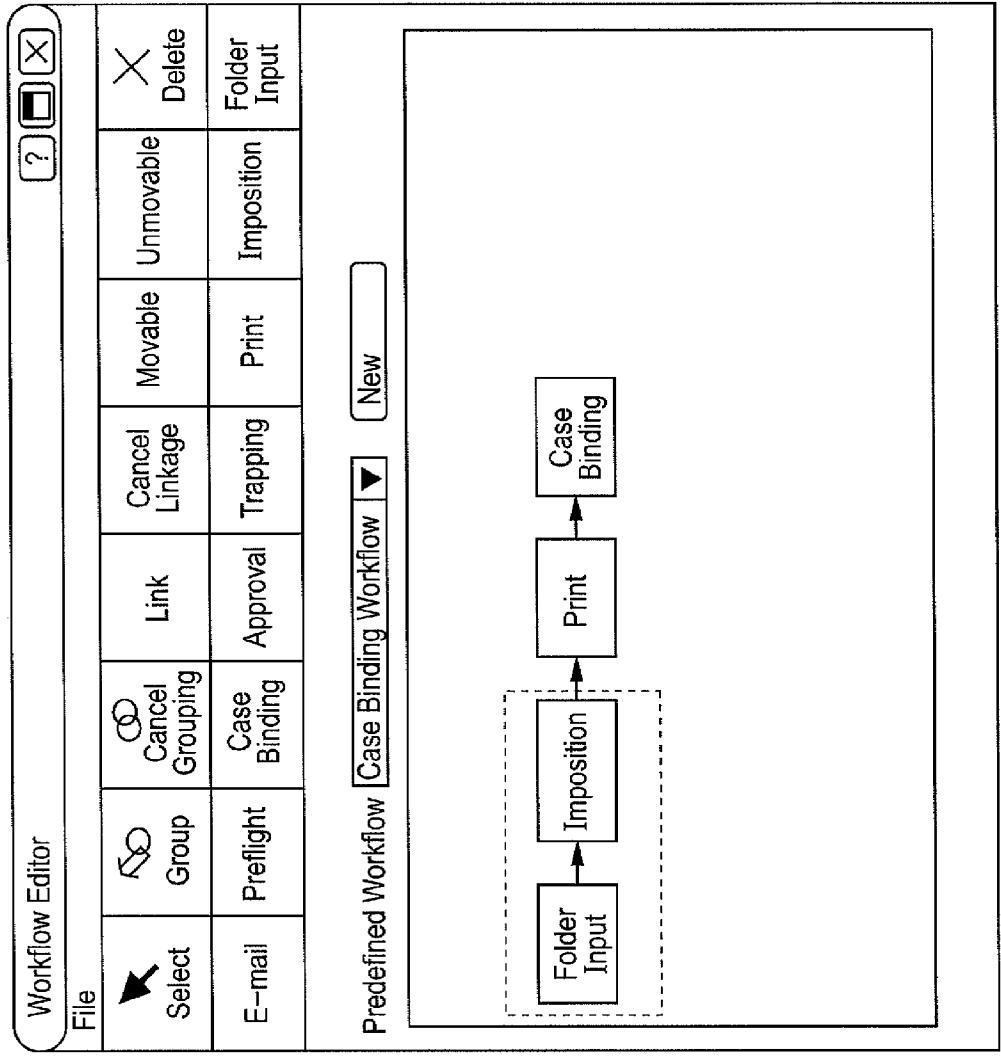 Workflow Editor
?
File
Select
Group
Cancel
Grouping
Link
Cancel
Linkage
Movable
Unmovable
Delete
E-mail
Preflight
Case
Binding
Approval
Trapping
Print
Imposition
Folder
Input
Predefined Workflow
Case Binding Workflow
New
Folder
Input
Imposition
Print
Case
Binding